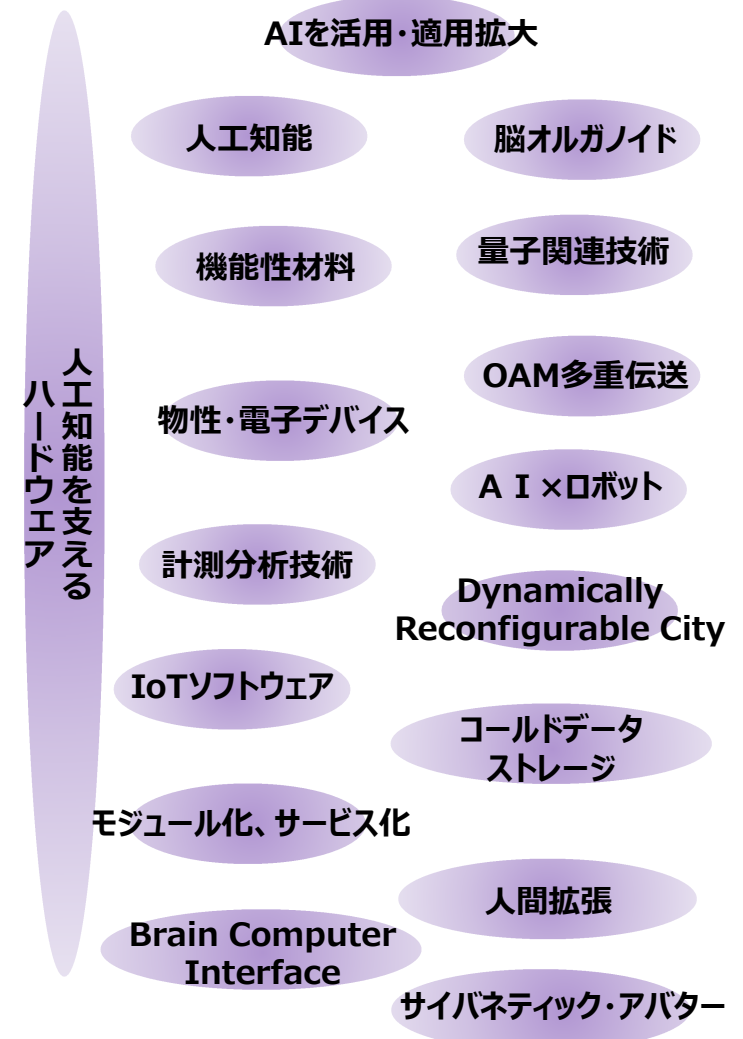 AIを活用・適用拡大
人工知能
脳オルガノイド
機能性材料
量子関連技術
人工知能を支える
ハードウェア
OAM多重伝送
物性・電子デバイス
ＡＩ×ロボット
計測分析技術
Dynamically
Reconfigurable City
IoTソフトウェア
コールドデータ
ストレージ
モジュール化、サービス化
人間拡張
Brain Computer
Interface
サイバネティック・アバター